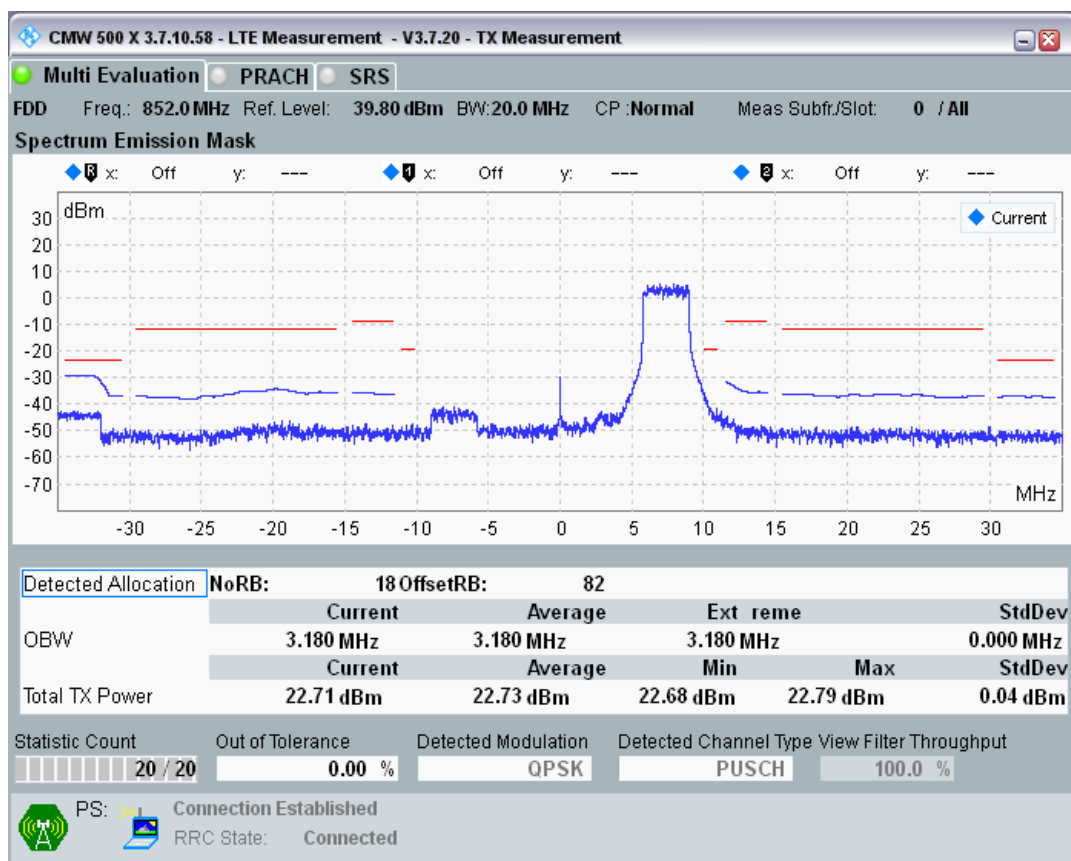 CMW 500 X 3.7.10.58 - LTE Measurement - V3.7.20 - TX Measurement
Multi Evaluation PRACH SRS
FDD Freq.: 852.0 MHz Ref. Level: 39.80 dBm BW:20.0 MHz CP :Normal Meas Subfr./Slot: 0 / All
Spectrum Emission Mask
R x: Off y: --- 1 x: Off y: --- 2 x: Off y: ---
dBm
Current
30
20
10
0
-10
-20
-30
-40
-50
-60
-70
MHz
-30 -25 -20 -15 -10 -5 0 5 10 15 20 25 30
Detected Allocation NoRB: 18 OffsetRB: 82
Current Average Ext reme StdDev
OBW 3.180 MHz 3.180 MHz 3.180 MHz 0.000 MHz
Current Average Min Max StdDev
Total TX Power 22.71 dBm 22.73 dBm 22.68 dBm 22.79 dBm 0.04 dBm
Statistic Count Out of Tolerance Detected Modulation Detected Channel Type View Filter Throughput
20 / 20 0.00 % QPSK PUSCH 100.0 %
PS: Connection Established
RRC State: Connected